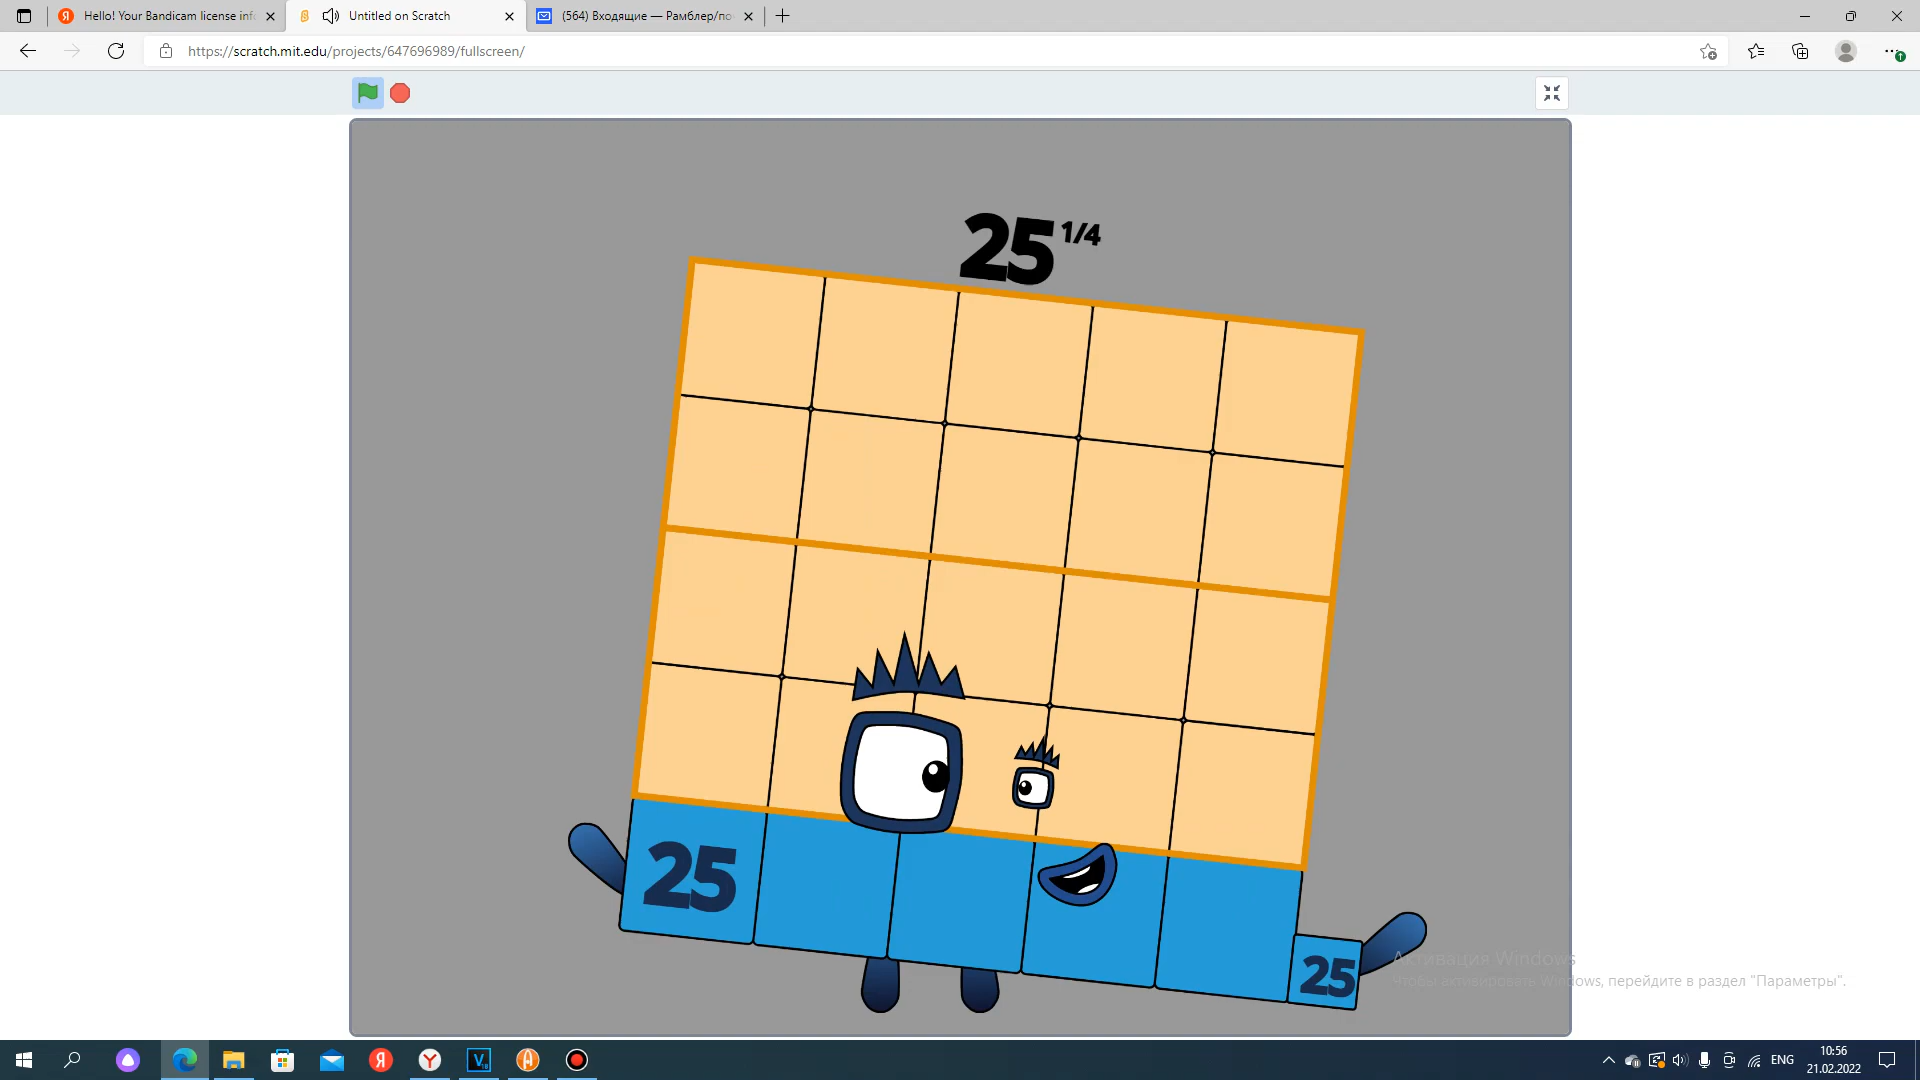 Hello! Your Bandicam license inf
Untitled on Scratch
(564) Входящие — Рамблер/по
https://scratch.mit.edu/projects/647696989/fullscreen/
25 1/4
25
25
Активация Windows
Чтобы активировать Windows, перейдите в раздел "Параметры".
ENG
10:56
21.02.2022